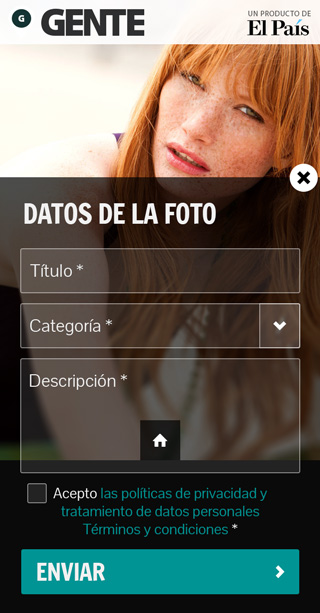 G GENTE
UN PRODUCTO DE
El País
DATOS DE LA FOTO
Título *
Categoría *
Descripción *
Acepto las políticas de privacidad y
tratamiento de datos personales
Términos y condiciones *
ENVIAR